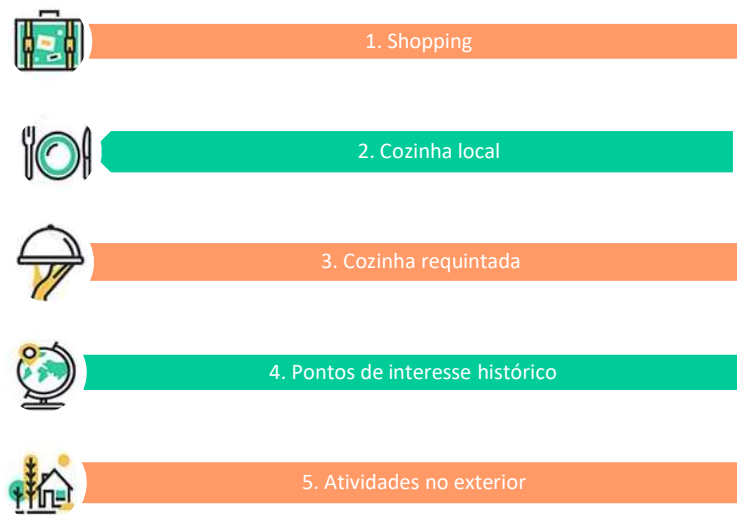 1. Shopping
2. Cozinha local
3. Cozinha requintada
4. Pontos de interesse histórico
5. Atividades no exterior